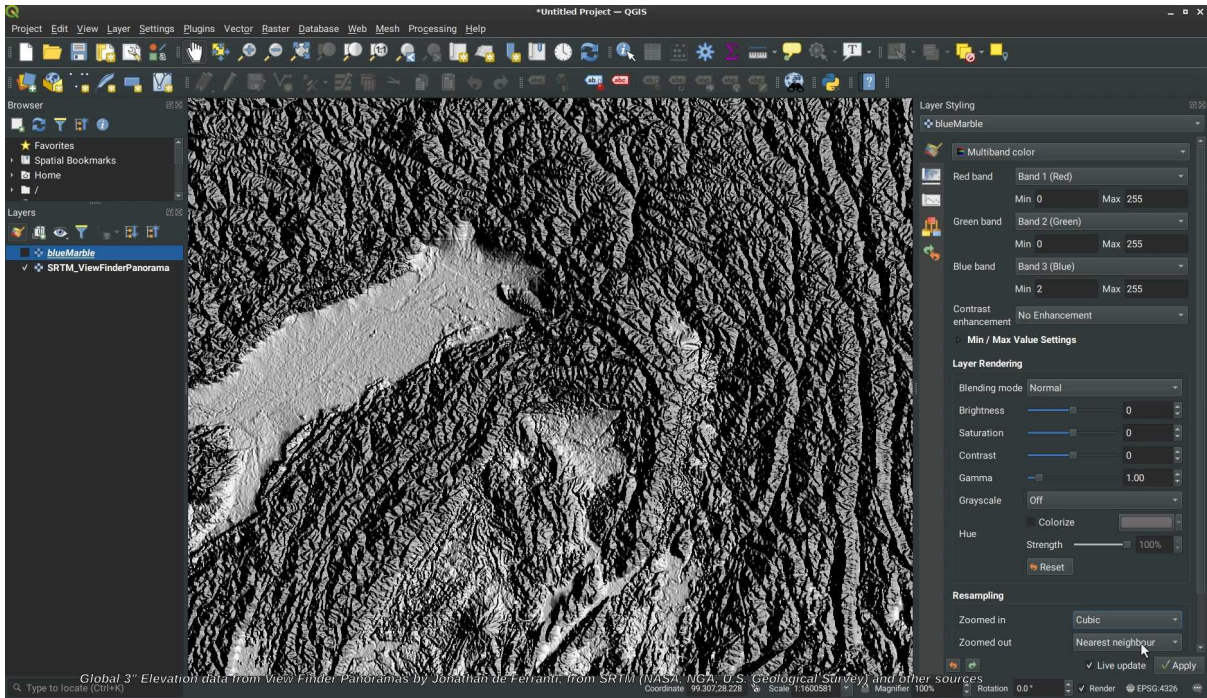 *Untitled Project — QGIS
Project Edit View Layer Settings Plugins Vector Raster Database Web Mesh Processing Help
Browser
Favorites
Spatial Bookmarks
Home
/
Layers
blueMarble
SRTM_ViewFinderPanorama
Layer Styling
blueMarble
Multiband color
Red band Band 1 (Red)
Min 0 Max 255
Green band Band 2 (Green)
Min 0 Max 255
Blue band Band 3 (Blue)
Min 2 Max 255
Contrast
enhancement No Enhancement
Min / Max Value Settings
Layer Rendering
Blending mode Normal
Brightness 0
Saturation 0
Contrast 0
Gamma 1.00
Grayscale Off
Colorize
Hue
Strength 100%
Reset
Resampling
Zoomed in Cubic
Zoomed out Nearest neighbour
Live update Apply
Global 3" Elevation data from View Finder Panoramas by Jonathan de Ferranti, from SRTM (NASA, NGA, U.S. Geological Survey) and other sources
Type to locate (Ctrl+K) Coordinate 99.307,28.228 Scale 1:1600581 Magnifier 100% Rotation 0.0 ° Render EPSG:4326